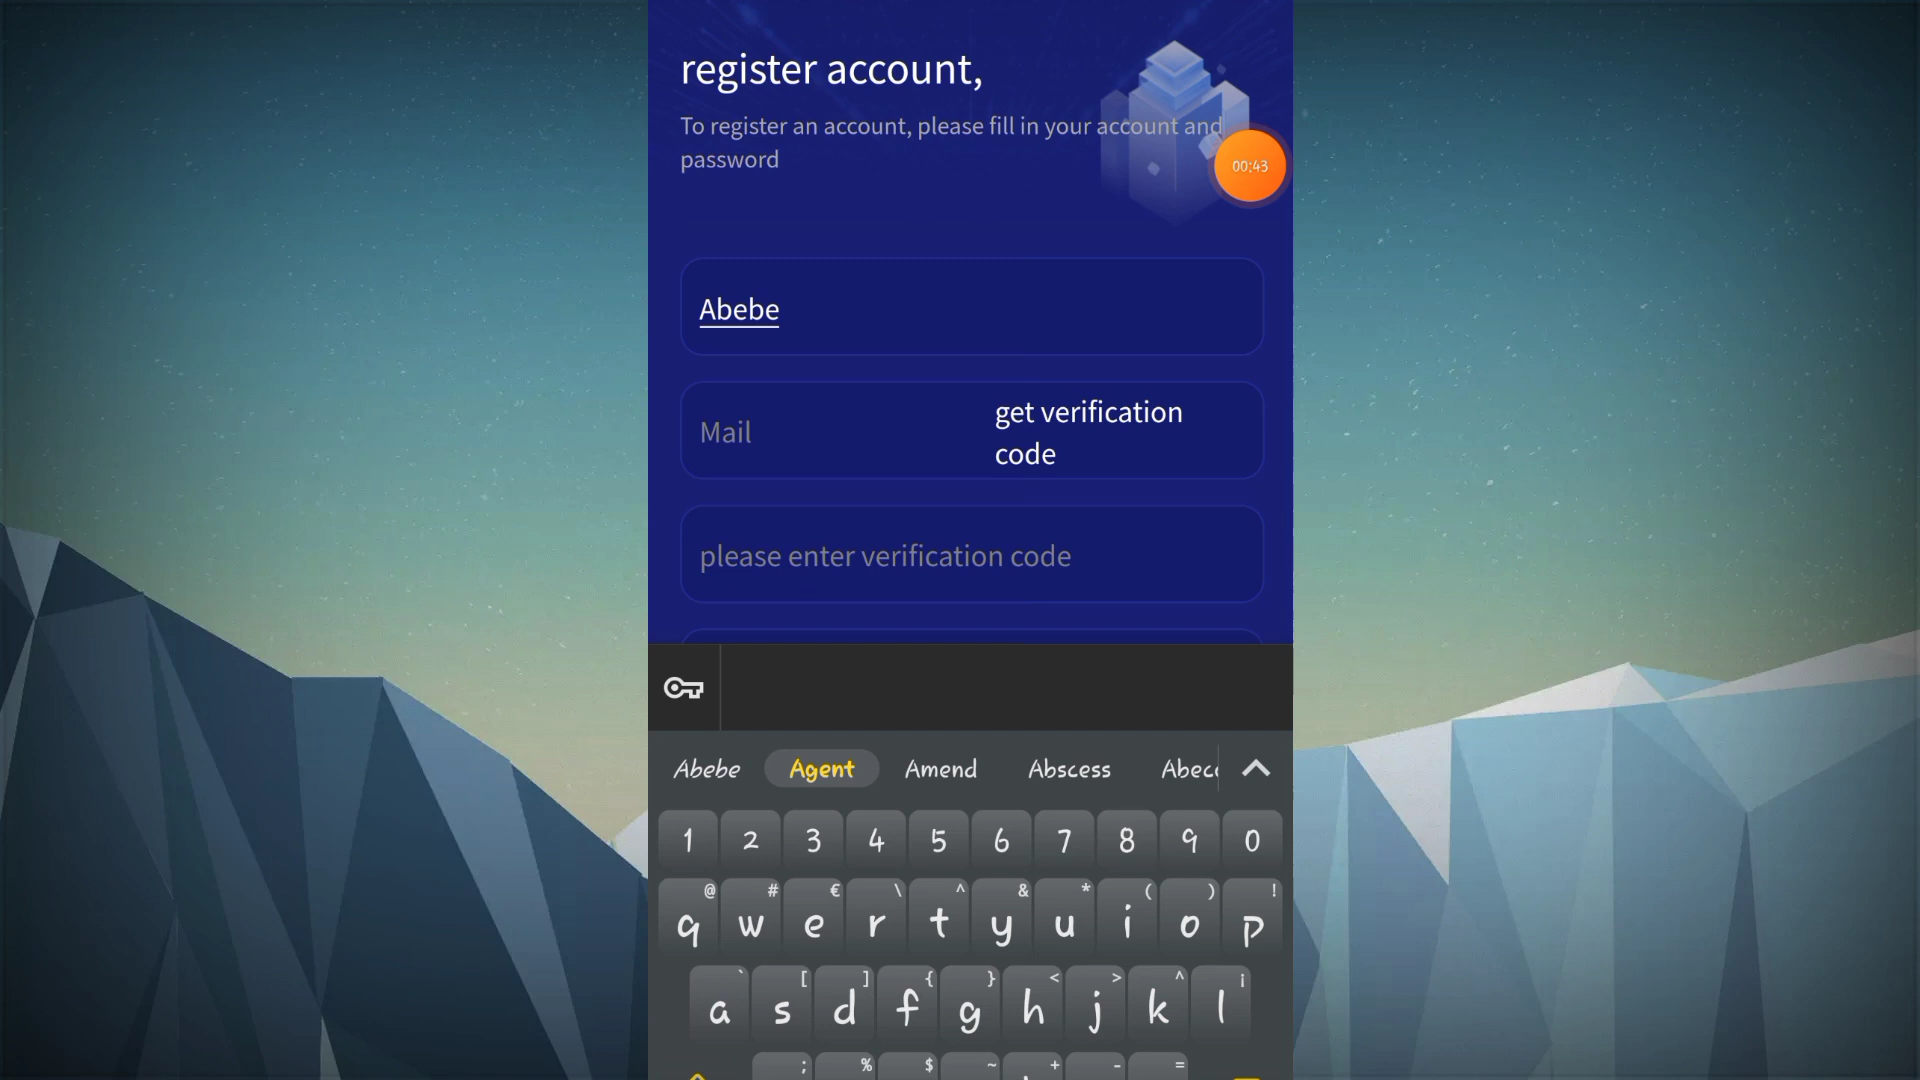 register account,
To register an account, please fill in your account and
password
00:43
Abebe
Mail
get verification
code
please enter verification code
Abebe Agent Amend Abscess
1 2 3 4 5 6 7 8 9 0
@ # € \ ^ & * ( ) !
q w e r t y u i o p
` [ ] { } < > ^ ¡
a s d f g h j k l
; % $ ~ + - =